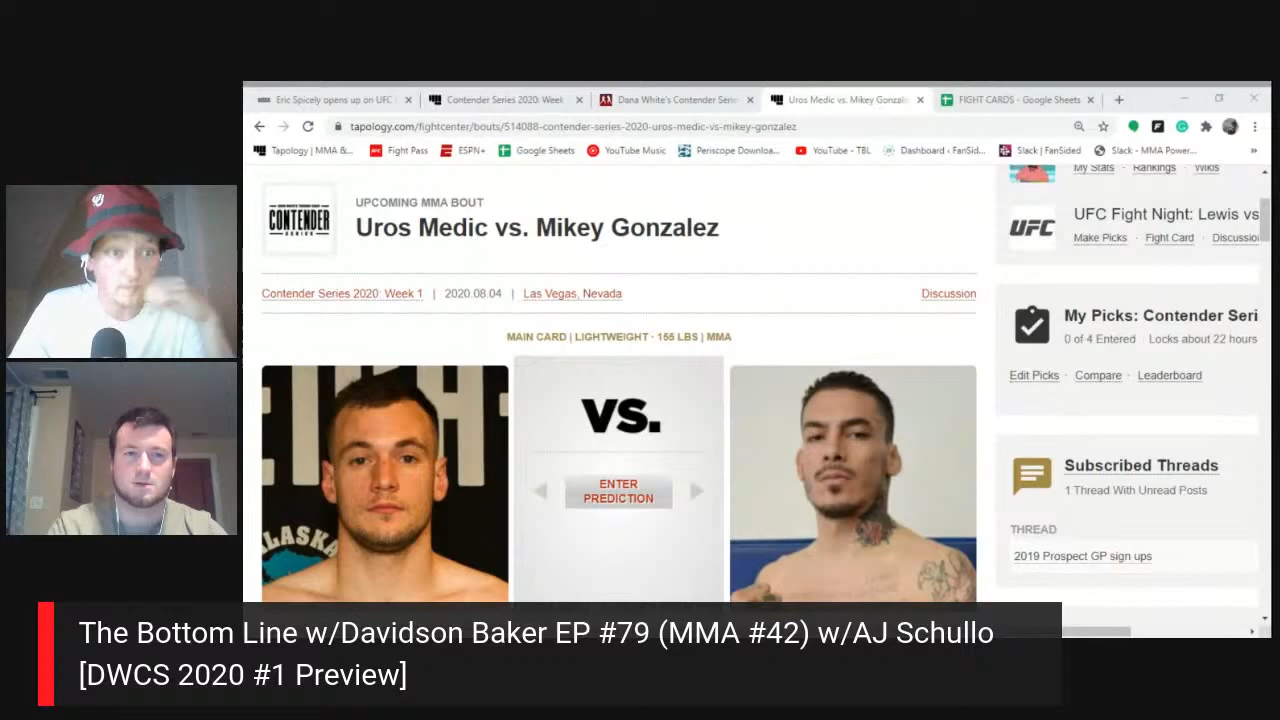 Eric Spicely opens up on UFC
Contender Series 2020: Week
Dana White's Contender Serie
Uros Medic vs. Mikey Gonzale
FIGHT CARDS - Google Sheets
tapology.com/fightcenter/bouts/514088-contender-series-2020-uros-medic-vs-mikey-gonzalez
Tapology | MMA &... Fight Pass ESPN+ Google Sheets YouTube Music Periscope Downloa... YouTube - TBL Dashboard ‹ FanSid... Slack | FanSided Slack - MMA Power...
My Stats · Rankings · Wikis
CONTENDER
SERIES
UPCOMING MMA BOUT
Uros Medic vs. Mikey Gonzalez
UFC
UFC Fight Night: Lewis vs
Make Picks · Fight Card · Discussio
Contender Series 2020: Week 1 | 2020.08.04 | Las Vegas, Nevada
Discussion
MAIN CARD | LIGHTWEIGHT · 155 LBS | MMA
My Picks: Contender Seri
0 of 4 Entered · Locks about 22 hours
Edit Picks · Compare · Leaderboard
VS.
ENTER
PREDICTION
ALASKA
Subscribed Threads
1 Thread With Unread Posts
THREAD
2019 Prospect GP sign ups
The Bottom Line w/Davidson Baker EP #79 (MMA #42) w/AJ Schullo
[DWCS 2020 #1 Preview]